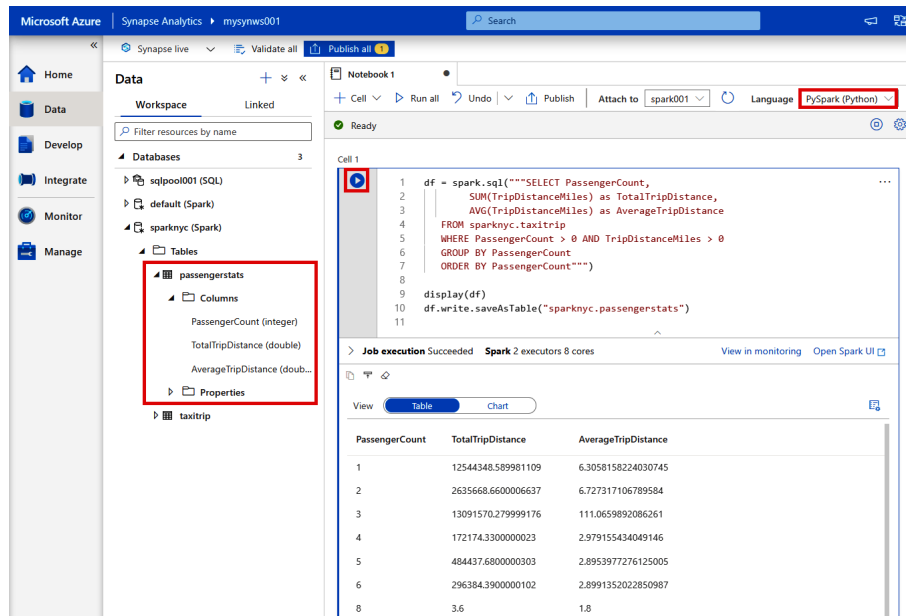 Microsoft Azure
Synapse Analytics
mysynws001
Search
Synapse live
Validate all
Publish all 1
Home
Data
Develop
Integrate
Monitor
Manage
Data
Workspace
Linked
Filter resources by name
Databases 3
sqlpool001 (SQL)
default (Spark)
sparknyc (Spark)
Tables
passengerstats
Columns
PassengerCount (integer)
TotalTripDistance (double)
AverageTripDistance (doub...
Properties
taxitrip
Notebook 1
+ Cell
Run all
Undo
Publish
Attach to spark001
Language PySpark (Python)
Ready
Cell 1
1 df = spark.sql("""SELECT PassengerCount,
2 SUM(TripDistanceMiles) as TotalTripDistance,
3 AVG(TripDistanceMiles) as AverageTripDistance
4 FROM sparknyc.taxitrip
5 WHERE PassengerCount > 0 AND TripDistanceMiles > 0
6 GROUP BY PassengerCount
7 ORDER BY PassengerCount""")
8
9 display(df)
10 df.write.saveAsTable("sparknyc.passengerstats")
11
Job execution Succeeded Spark 2 executors 8 cores View in monitoring Open Spark UI
View Table Chart
PassengerCount TotalTripDistance AverageTripDistance
1 12544348.589981109 6.3058158224030745
2 2635668.6600006637 6.727317106789584
3 13091570.279999176 111.0659892086261
4 172174.3300000023 2.979155434049146
5 484437.6800000303 2.8953977276125005
6 296384.3900000102 2.8991352022850987
8 3.6 1.8